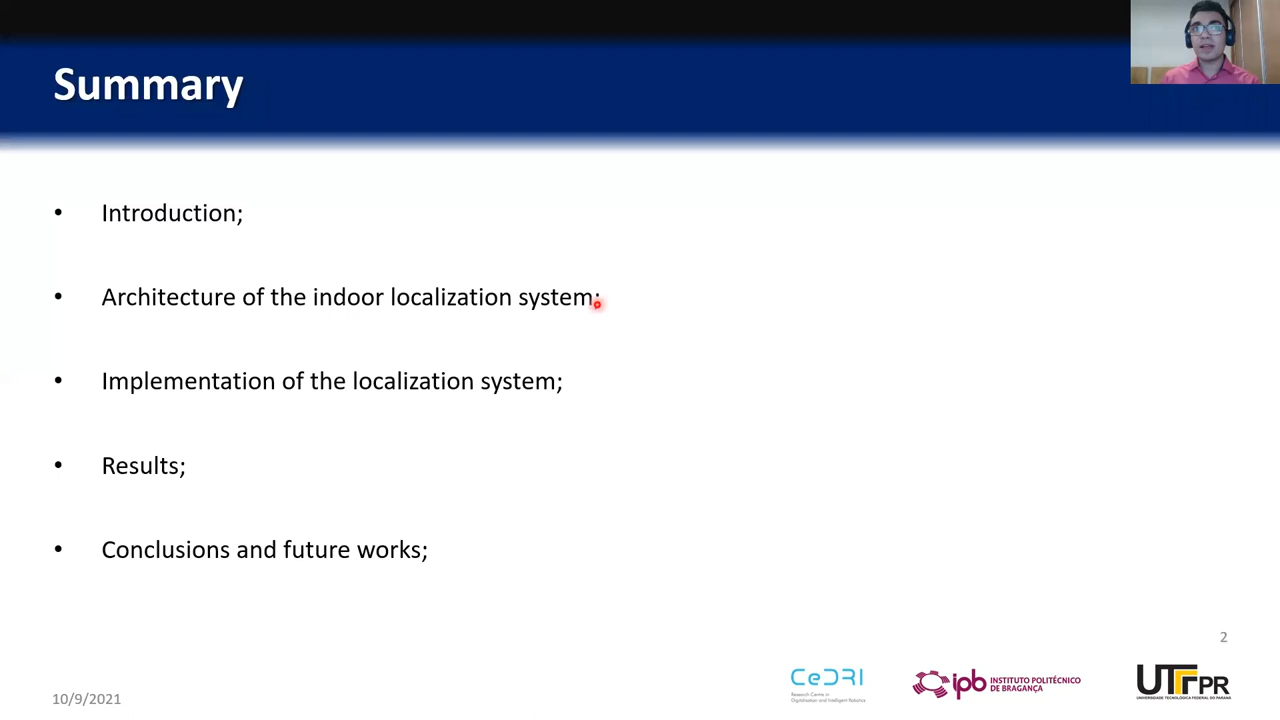 Summary
• Introduction;
• Architecture of the indoor localization system;
• Implementation of the localization system;
• Results;
• Conclusions and future works;
2
10/9/2021
CeDRI
Research Centre in
Digitalization and Intelligent Robotics
ipb INSTITUTO POLITÉCNICO
DE BRAGANÇA
UTFPR
UNIVERSIDADE TECNOLÓGICA FEDERAL DO PARANÁ